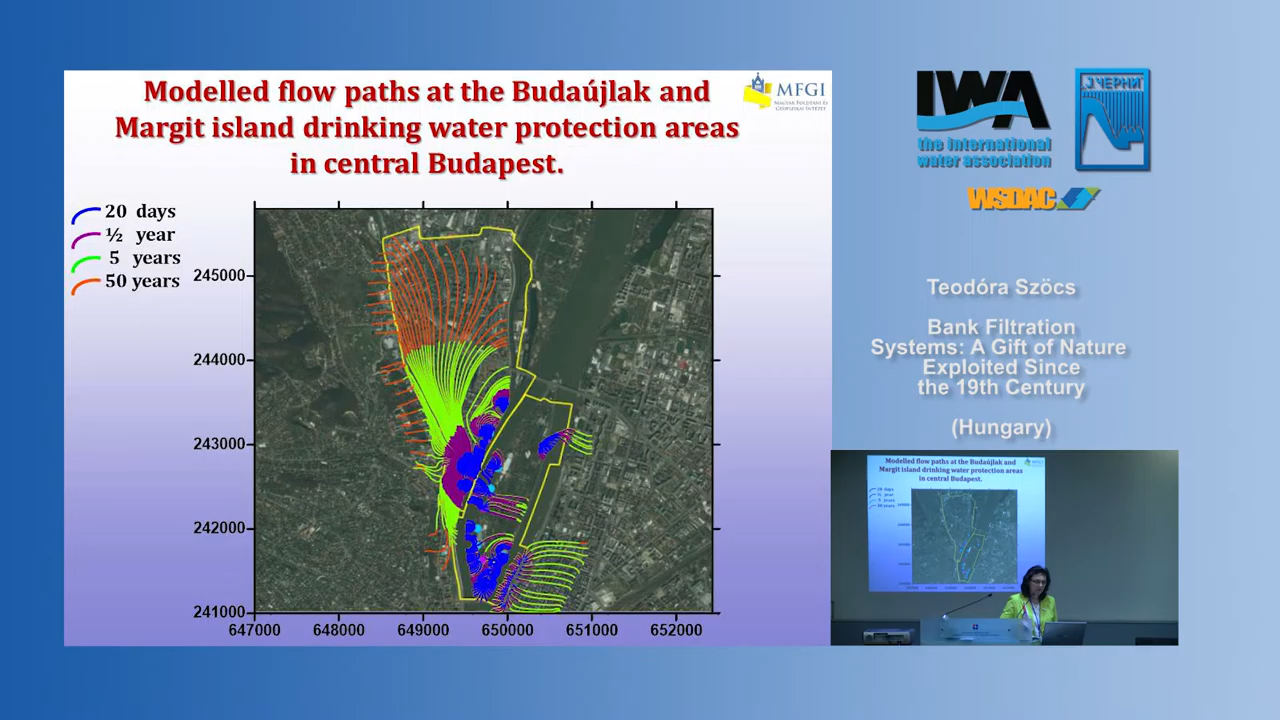 Modelled flow paths at the Budaújlak and
Margit island drinking water protection areas
in central Budapest.
MFGI
MAGYAR FÖLDTANI ÉS
GEOFIZIKAI INTÉZET
20 days
½ year
5 years
50 years
245000
244000
243000
242000
241000
647000 648000 649000 650000 651000 652000
IWA
the international
water association
Ј.ЧЕРНИ
WSDAC
Teodóra Szöcs
Bank Filtration
Systems: A Gift of Nature
Exploited Since
the 19th Century
(Hungary)
Modelled flow paths at the Budaújlak and
Margit island drinking water protection areas
in central Budapest.